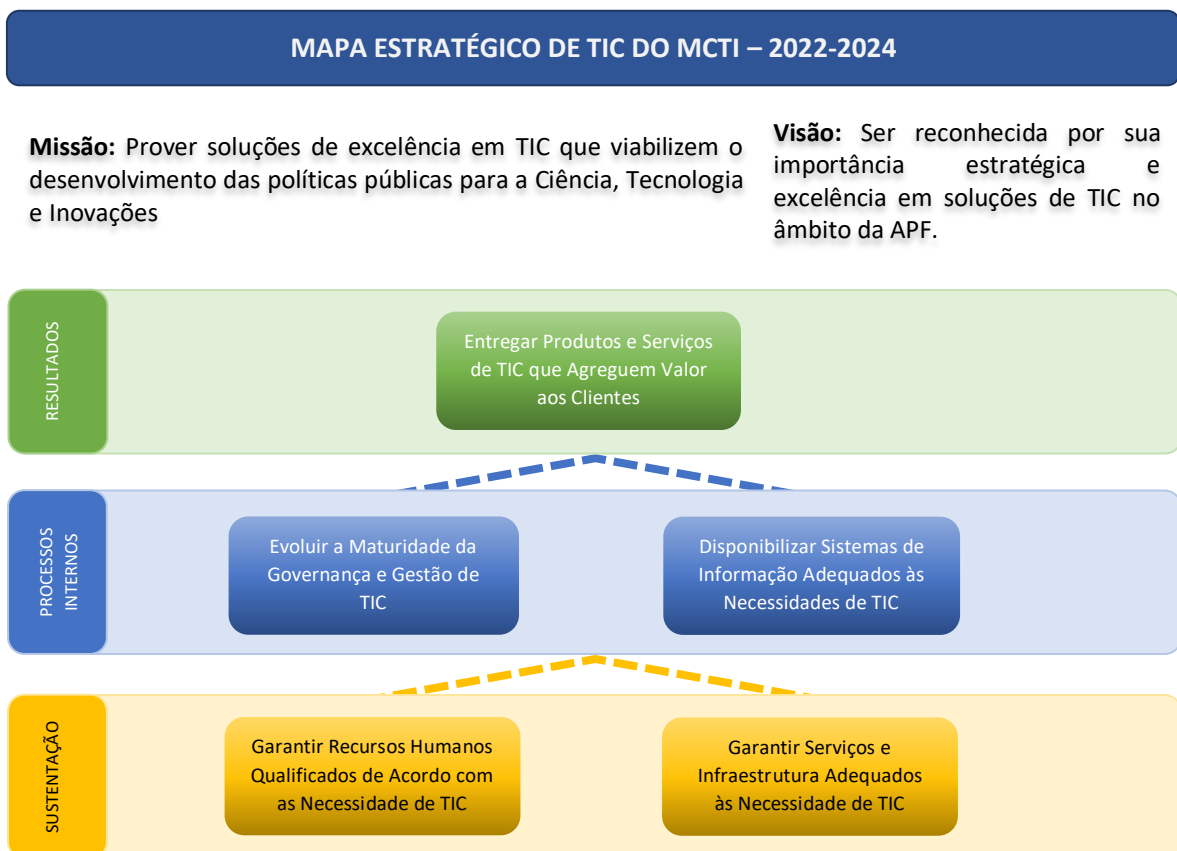 MAPA ESTRATÉGICO DE TIC DO MCTI – 2022-2024
Missão: Prover soluções de excelência em TIC que viabilizem o
desenvolvimento das políticas públicas para a Ciência, Tecnologia
e Inovações
Visão: Ser reconhecida por sua
importância estratégica e
excelência em soluções de TIC no
âmbito da APF.
RESULTADOS
Entregar Produtos e Serviços
de TIC que Agreguem Valor
aos Clientes
PROCESSOS
INTERNOS
Evoluir a Maturidade da
Governança e Gestão de
TIC
Disponibilizar Sistemas de
Informação Adequados às
Necessidades de TIC
SUSTENTAÇÃO
Garantir Recursos Humanos
Qualificados de Acordo com
as Necessidade de TIC
Garantir Serviços e
Infraestrutura Adequados
às Necessidade de TIC